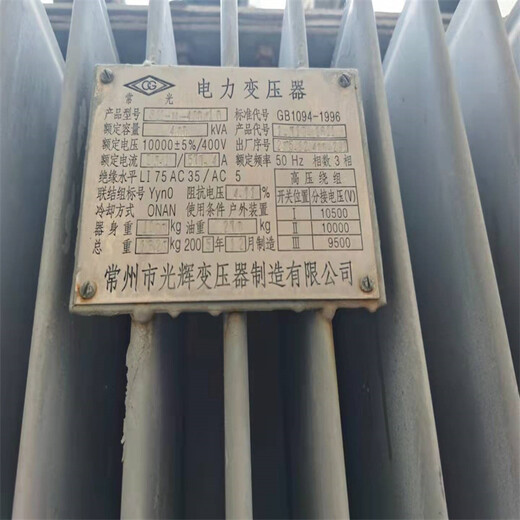 CG
常 光
电力变压器
产品型号 标准代号 GB1094-1996
额定容量 kVA 产品代号
额定电压 10000±5%/400V 出厂序号
额定电流 A 额定频率 50 Hz 相数 3 相
绝缘水平 LI 75 AC 35 / AC 5
联结组标号 Yyn0 阻抗电压 %
冷却方式 ONAN 使用条件 户外装置
器身重 kg 油重 kg
总重 kg 200 年 月制造
高压绕组
开关位置 分接电压(V)
I 10500
II 10000
III 9500
常州市光辉变压器制造有限公司